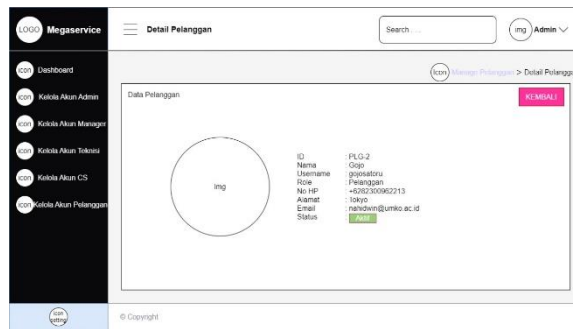 LOGO Megaservice
Detail Pelanggan
Search . . .
img Admin
icon Dashboard
icon Kelola Akun Admin
icon Kelola Akun Manager
icon Kelola Akun Teknisi
icon Kelola Akun CS
icon Kelola Akun Pelanggan
icon setting
(Icon) Manage Pelanggan > Detail Pelangga
Data Pelanggan
KEMBALI
img
ID : PLG-2
Nama : Gojo
Username : gojosatoru
Role : Pelanggan
No HP : +6282300962213
Alamat : Tokyo
Email : nahidwin@umko.ac.id
Status : Aktif
© Copyright